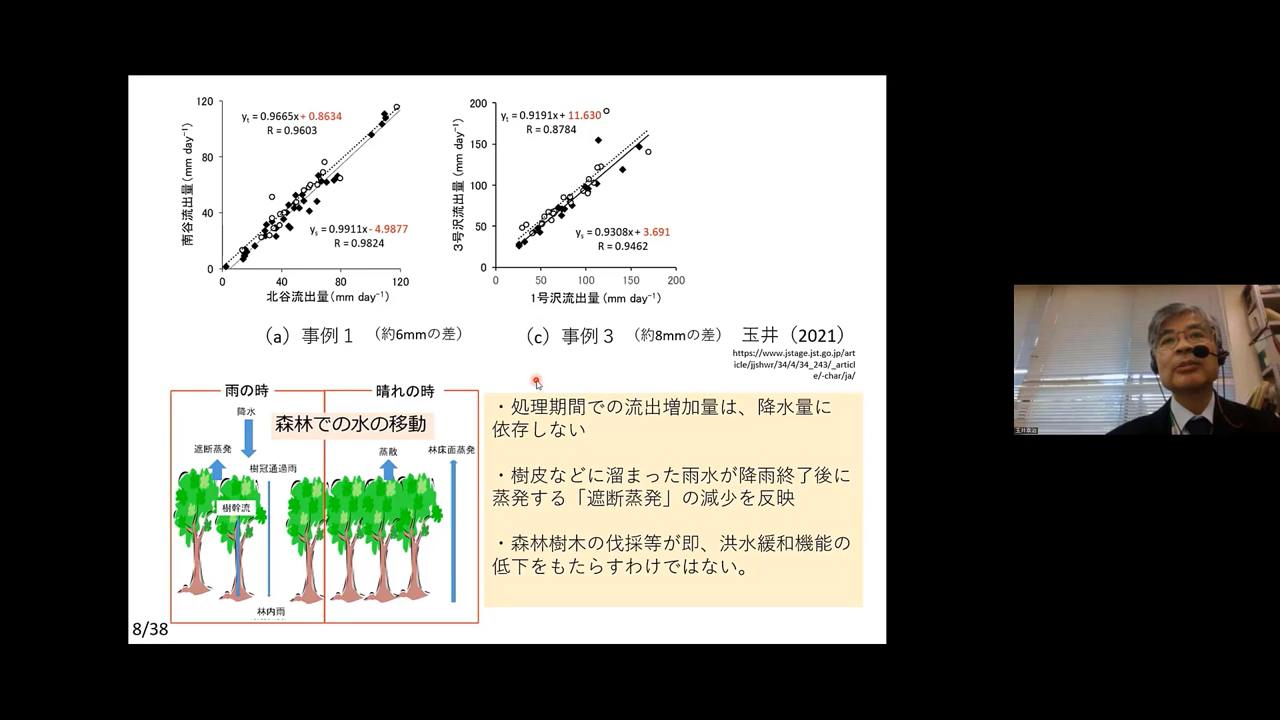 120
80
40
0
0
40
80
120
南谷流出量 (mm day⁻¹)
北谷流出量 (mm day⁻¹)
yt = 0.9665x + 0.8634
R = 0.9603
ys = 0.9911x - 4.9877
R = 0.9824
200
150
100
50
0
0
50
100
150
200
3号沢流出量 (mm day⁻¹)
1号沢流出量 (mm day⁻¹)
yt = 0.9191x + 11.630
R = 0.8784
ys = 0.9308x + 3.691
R = 0.9462
（a）事例１ （約6mmの差）
（c）事例３ （約8mmの差） 玉井（2021）
https://www.jstage.jst.go.jp/art
icle/jjshwr/34/4/34_243/_articl
e/-char/ja/
雨の時
晴れの時
降水
森林での水の移動
遮断蒸発
樹冠通過雨
蒸散
林床面蒸発
樹幹流
林内雨
・処理期間での流出増加量は、降水量に
依存しない
・樹皮などに溜まった雨水が降雨終了後に
蒸発する「遮断蒸発」の減少を反映
・森林樹木の伐採等が即、洪水緩和機能の
低下をもたらすわけではない。
8/38
玉井幸治